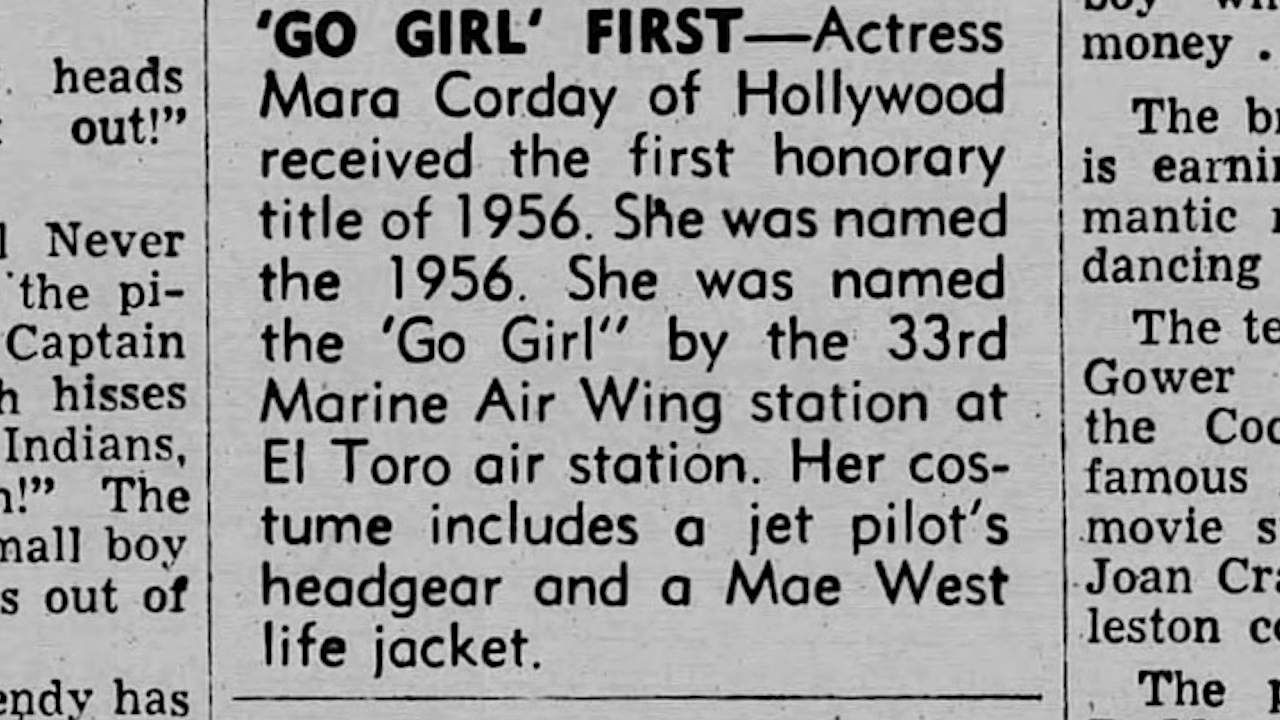 heads
out!”
Never
the pi-
Captain
hisses
Indians,
The
boy
out of
has
'GO GIRL' FIRST—Actress
Mara Corday of Hollywood
received the first honorary
title of 1956. She was named
the 1956. She was named
the 'Go Girl'' by the 33rd
Marine Air Wing station at
El Toro air station. Her cos-
tume includes a jet pilot's
headgear and a Mae West
life jacket.
money .
The
is
mantic
dancing
The
Gower
the
famous
movie
Joan
leston
The